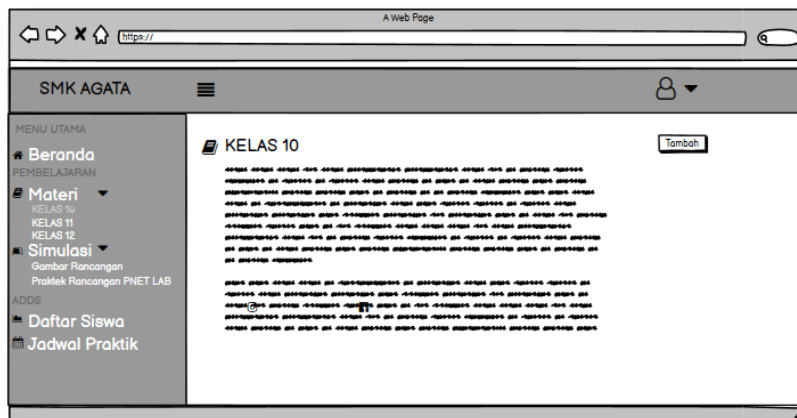 A Web Page
https://
SMK AGATA
MENU UTAMA
Beranda
PEMBELAJARAN
Materi
KELAS 10
KELAS 11
KELAS 12
Simulasi
Gambar Rancangan
Praktek Rancangan PNET LAB
ADDS
Daftar Siswa
Jadwal Praktik
KELAS 10
Tambah